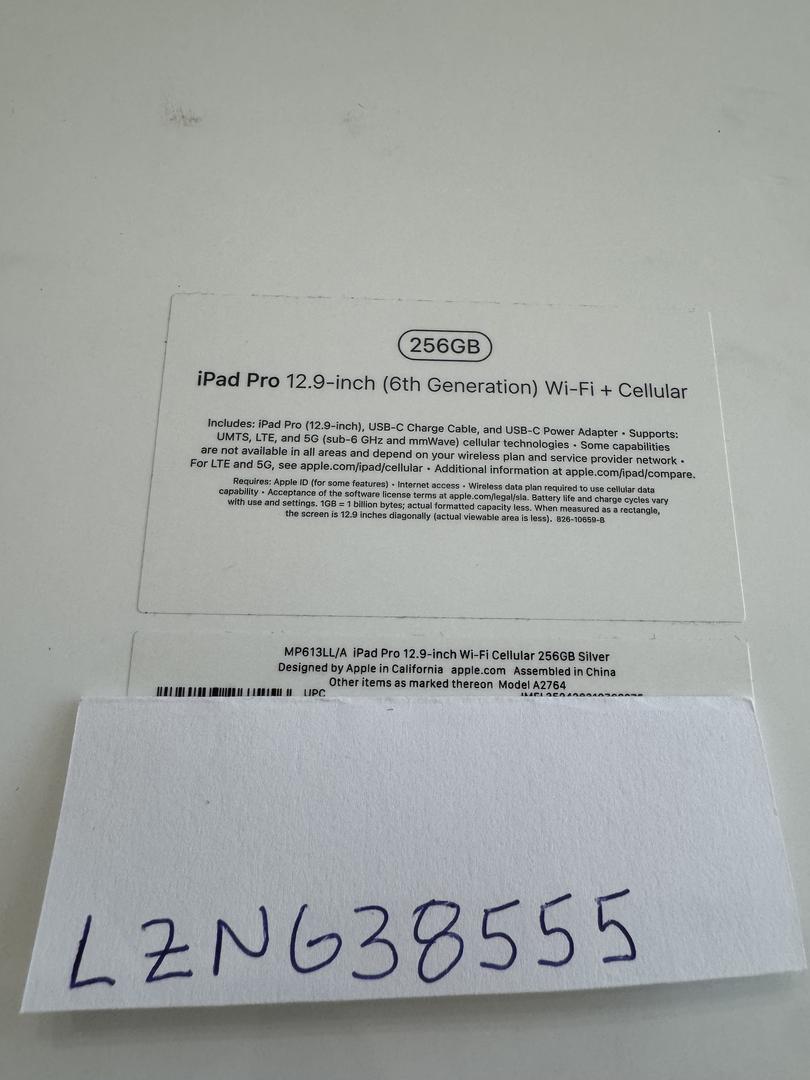 256GB
iPad Pro 12.9-inch (6th Generation) Wi-Fi + Cellular
Includes: iPad Pro (12.9-inch), USB-C Charge Cable, and USB-C Power Adapter • Supports:
UMTS, LTE, and 5G (sub-6 GHz and mmWave) cellular technologies • Some capabilities
are not available in all areas and depend on your wireless plan and service provider network •
For LTE and 5G, see apple.com/ipad/cellular • Additional information at apple.com/ipad/compare.
Requires: Apple ID (for some features) • Internet access • Wireless data plan required to use cellular data
capability • Acceptance of the software license terms at apple.com/legal/sla. Battery life and charge cycles vary
with use and settings. 1GB = 1 billion bytes; actual formatted capacity less. When measured as a rectangle,
the screen is 12.9 inches diagonally (actual viewable area is less). 826-10659-B
MP613LL/A iPad Pro 12.9-inch Wi-Fi Cellular 256GB Silver
Designed by Apple in California apple.com Assembled in China
Other items as marked thereon Model A2764
UPC
LZNG38555